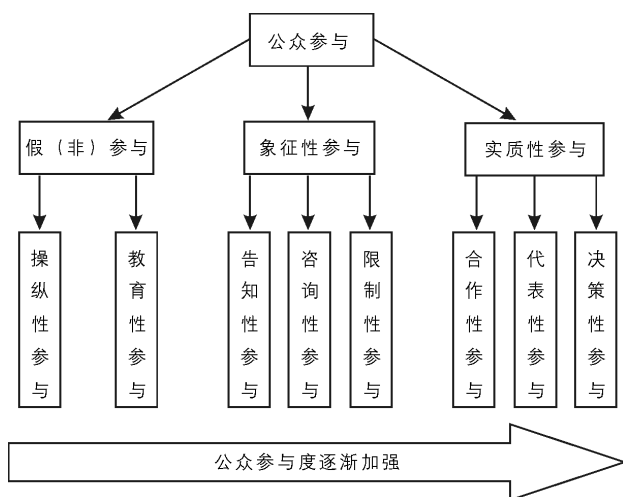 公众参与
假（非）参与
象征性参与
实质性参与
操纵性参与
教育性参与
告知性参与
咨询性参与
限制性参与
合作性参与
代表性参与
决策性参与
公众参与度逐渐加强